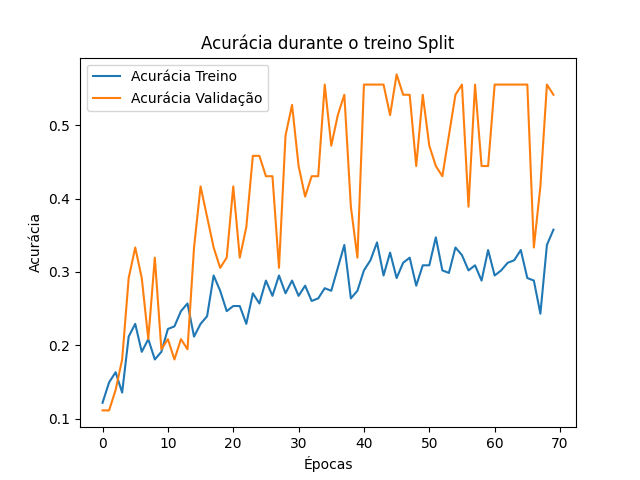 Acurácia durante o treino Split
Acurácia Treino
Acurácia Validação
0.5
0.4
0.3
0.2
0.1
Acurácia
0 10 20 30 40 50 60 70
Épocas